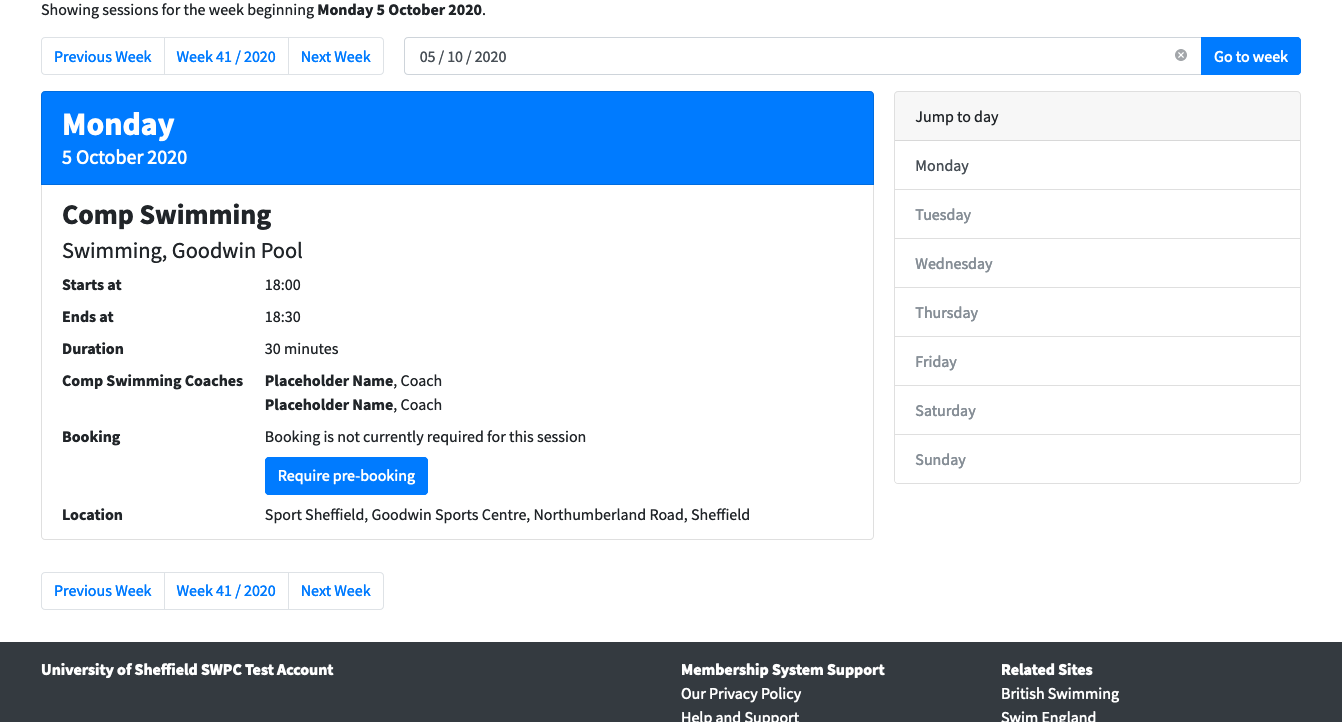 Showing sessions for the week beginning Monday 5 October 2020.
Previous Week Week 41 / 2020 Next Week 05 / 10 / 2020 Go to week
Monday
5 October 2020
Comp Swimming
Swimming, Goodwin Pool
Starts at 18:00
Ends at 18:30
Duration 30 minutes
Comp Swimming Coaches Placeholder Name, Coach
Placeholder Name, Coach
Booking Booking is not currently required for this session
Require pre-booking
Location Sport Sheffield, Goodwin Sports Centre, Northumberland Road, Sheffield
Jump to day
Monday
Tuesday
Wednesday
Thursday
Friday
Saturday
Sunday
Previous Week Week 41 / 2020 Next Week
University of Sheffield SWPC Test Account
Membership System Support
Our Privacy Policy
Help and Support
Related Sites
British Swimming
Swim England